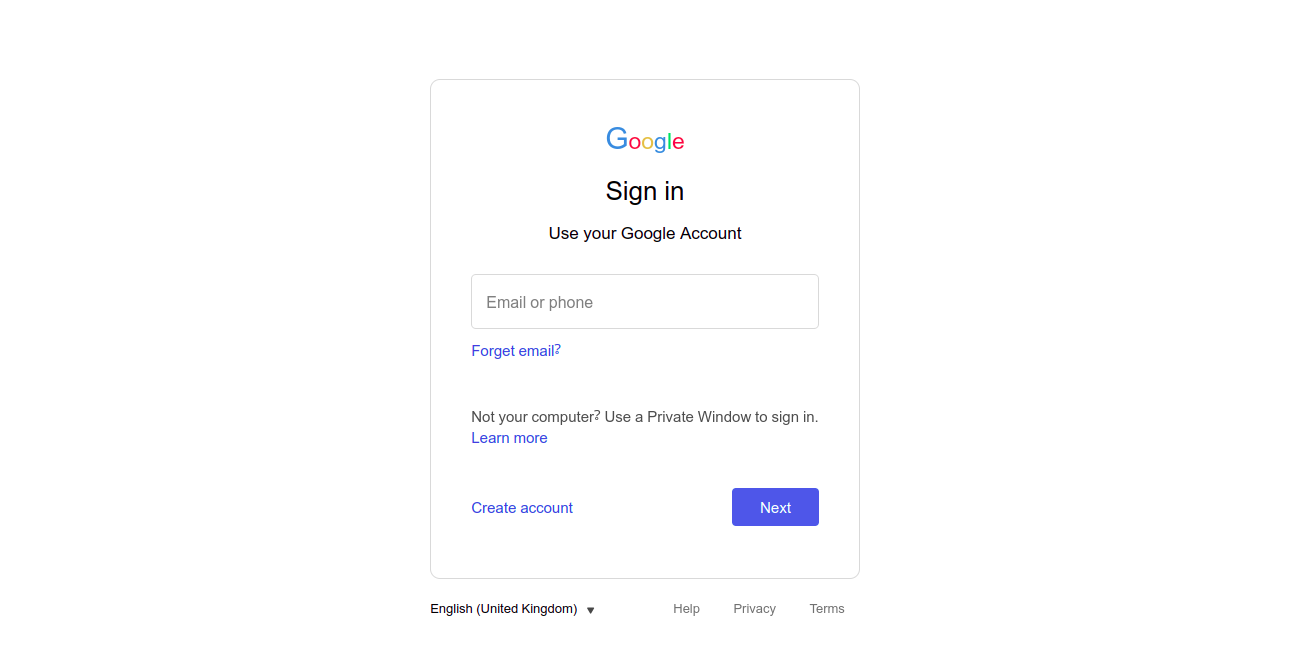 Google
Sign in
Use your Google Account
Email or phone
Forget email?
Not your computer? Use a Private Window to sign in.
Learn more
Create account
Next
English (United Kingdom) ▼
Help Privacy Terms